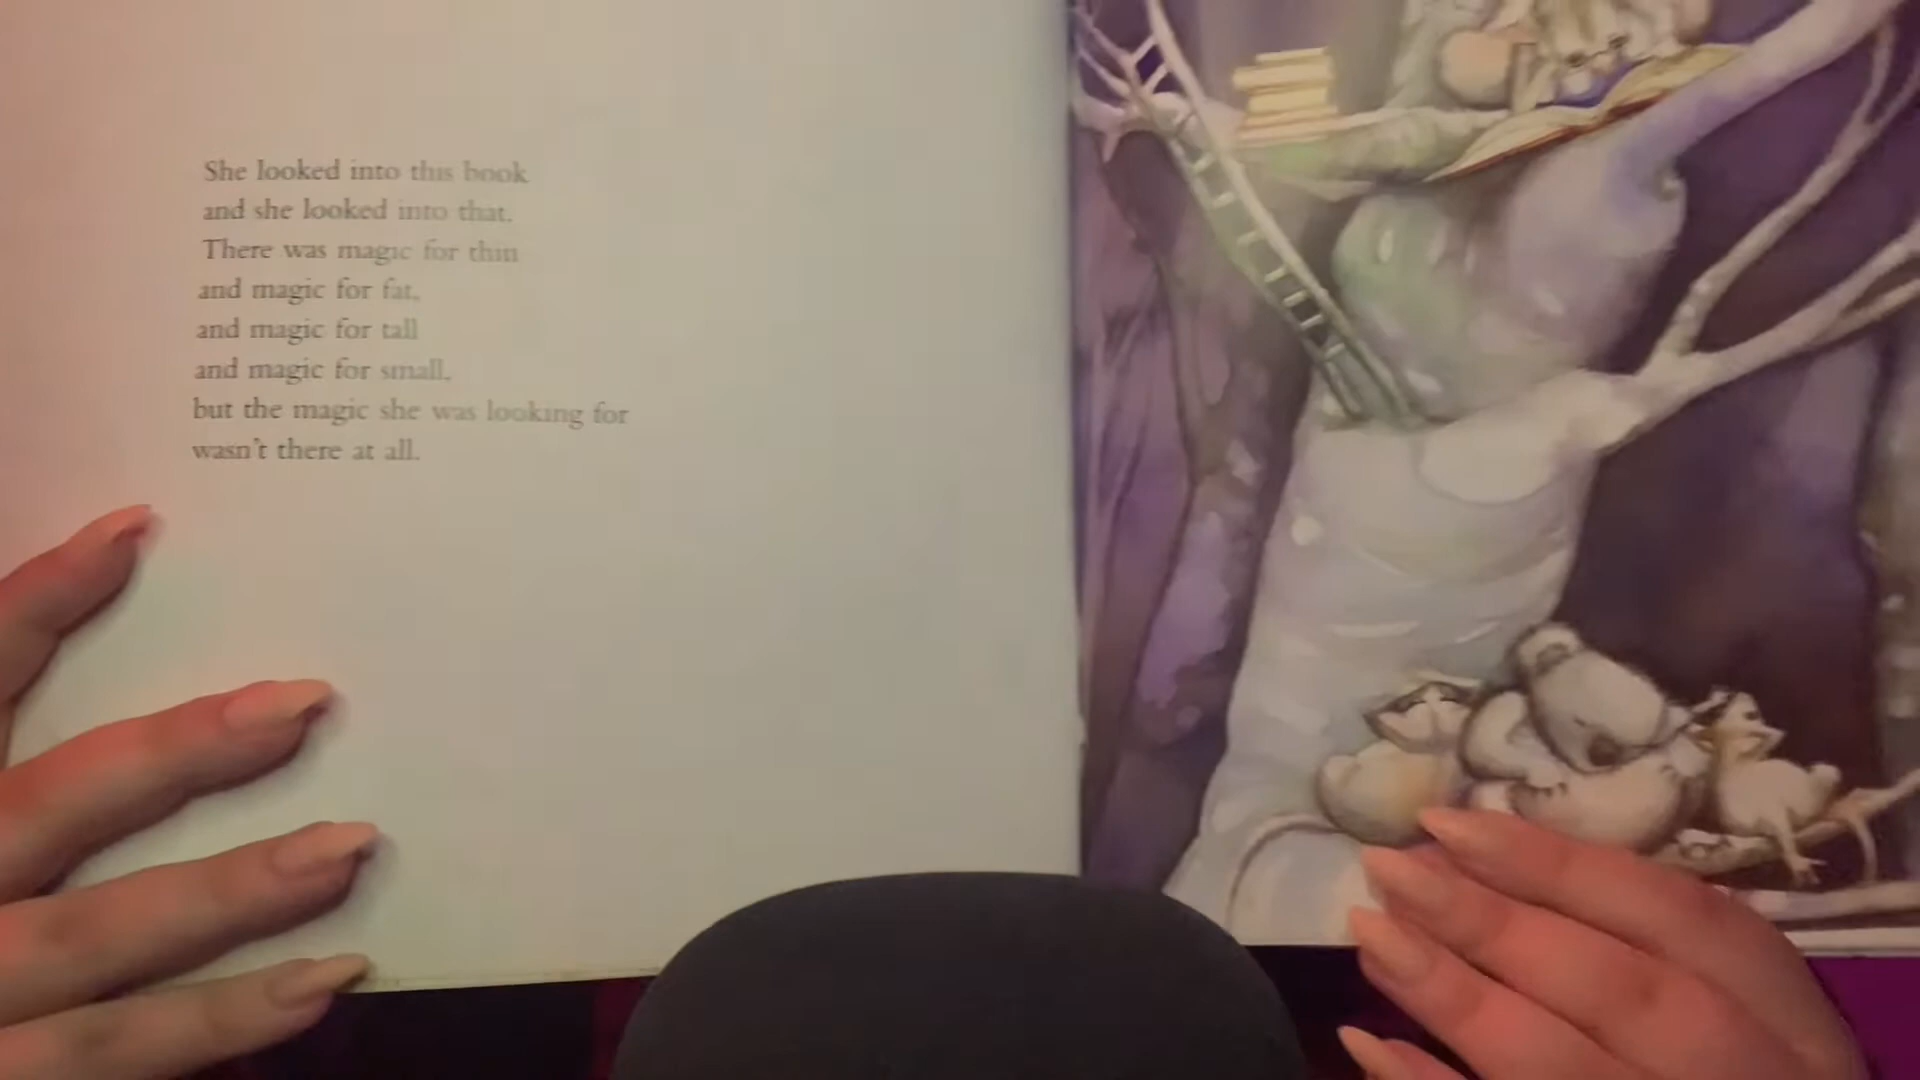 She looked into this book
and she looked into that.
There was magic for thin
and magic for fat,
and magic for tall
and magic for small,
but the magic she was looking for
wasn't there at all.